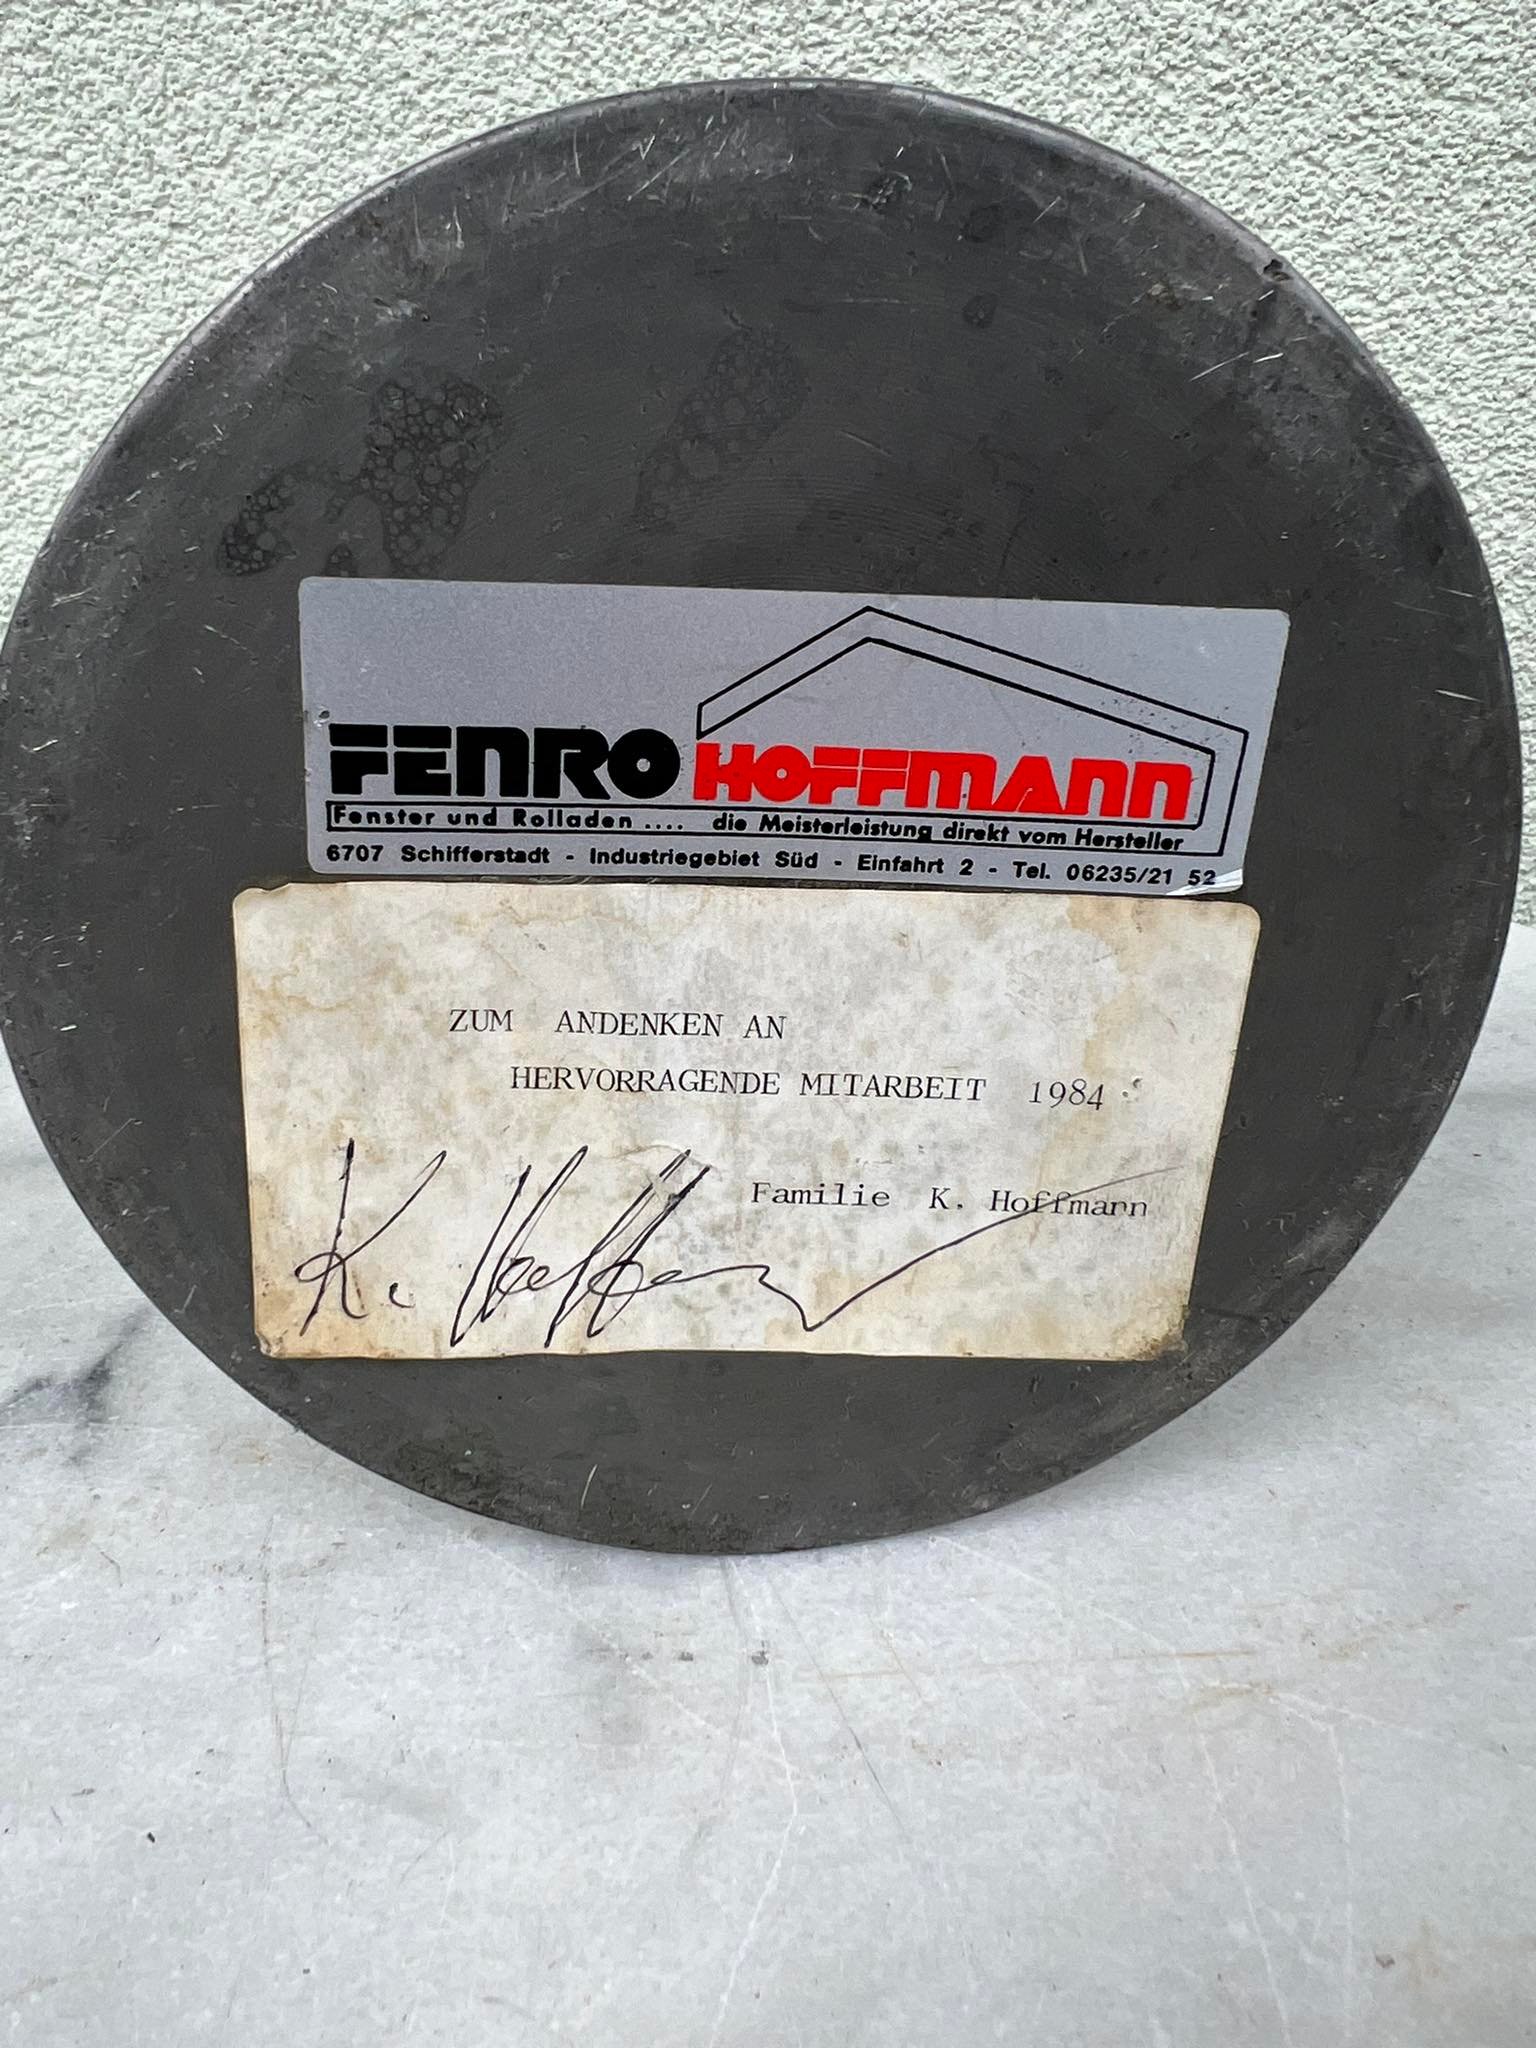 FENRO HOFFMANN
Fenster und Rolladen .... die Meisterleistung direkt vom Hersteller
6707 Schifferstadt - Industriegebiet Süd - Einfahrt 2 - Tel. 06235/21 52
ZUM ANDENKEN AN
HERVORRAGENDE MITARBEIT 1984
Familie K. Hoffmann
K. Hoffmann